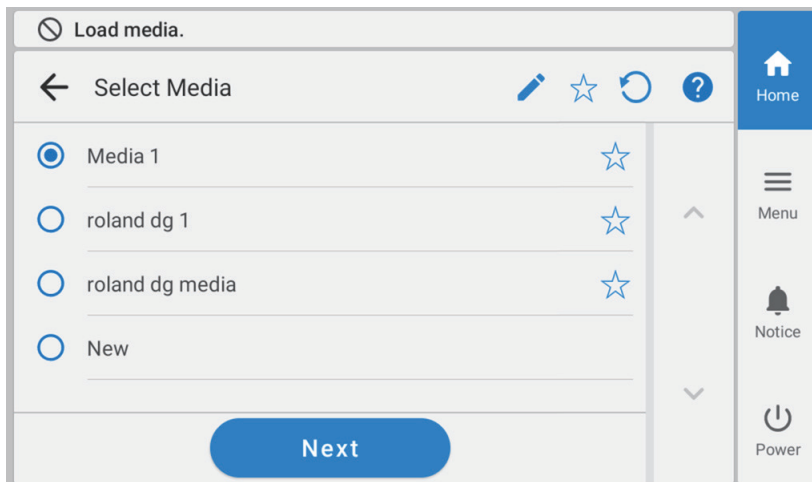 Load media.
Select Media
Home
Media 1
roland dg 1
Menu
roland dg media
New
Notice
Next
Power